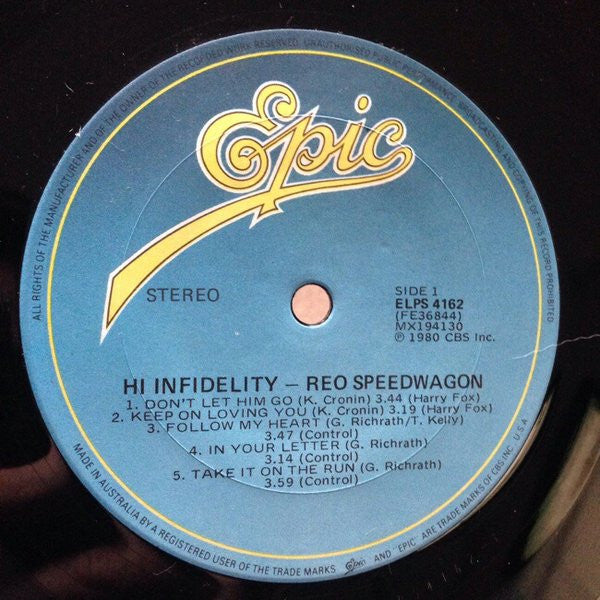 ALL RIGHTS OF THE MANUFACTURER AND OF THE OWNER OF THE RECORDED WORK RESERVED. UNAUTHORISED PUBLIC PERFORMANCE, BROADCASTING AND COPYING OF THIS RECORD PROHIBITED
Epic
STEREO
SIDE 1
ELPS 4162
(FE36844)
MX194130
℗ 1980 CBS Inc.
HI INFIDELITY – REO SPEEDWAGON
1. DON'T LET HIM GO (K. Cronin) 3.44 (Harry Fox)
2. KEEP ON LOVING YOU (K. Cronin) 3.19 (Harry Fox)
3. FOLLOW MY HEART (G. Richrath/T. Kelly)
3.47 (Control)
4. IN YOUR LETTER (G. Richrath)
3.14 (Control)
5. TAKE IT ON THE RUN (G. Richrath)
3.59 (Control)
MADE IN AUSTRALIA BY A REGISTERED USER OF THE TRADE MARKS Epic AND "EPIC" ARE TRADE MARKS OF CBS INC. U.S.A